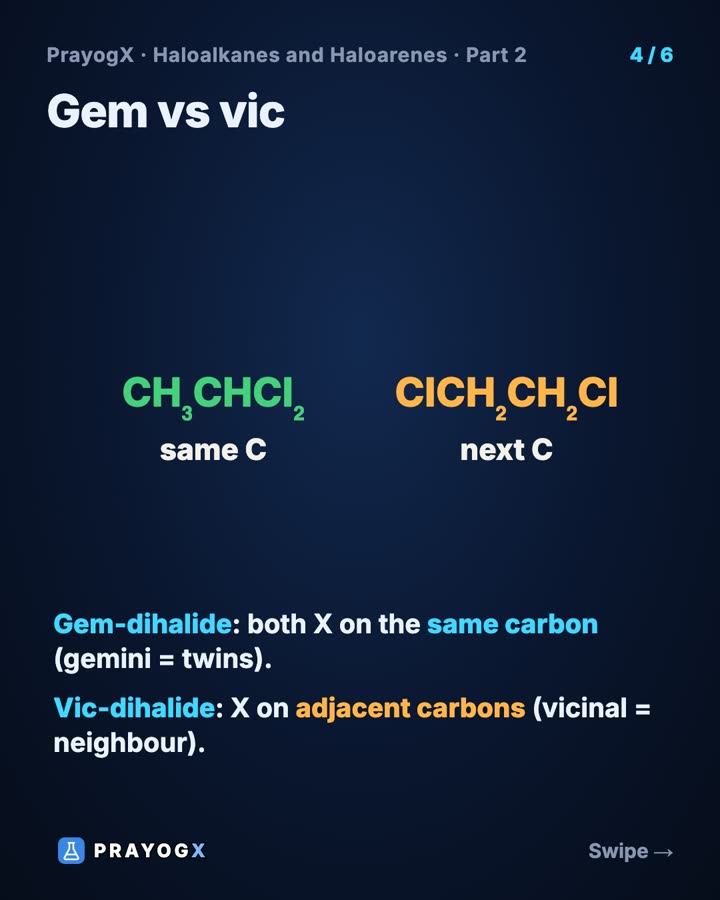 PrayogX · Haloalkanes and Haloarenes · Part 2 4 / 6
Gem vs vic
CH₃CHCl₂ ClCH₂CH₂Cl
same C next C
Gem-dihalide: both X on the same carbon
(gemini = twins).
Vic-dihalide: X on adjacent carbons (vicinal =
neighbour).
PRAYOGX Swipe →